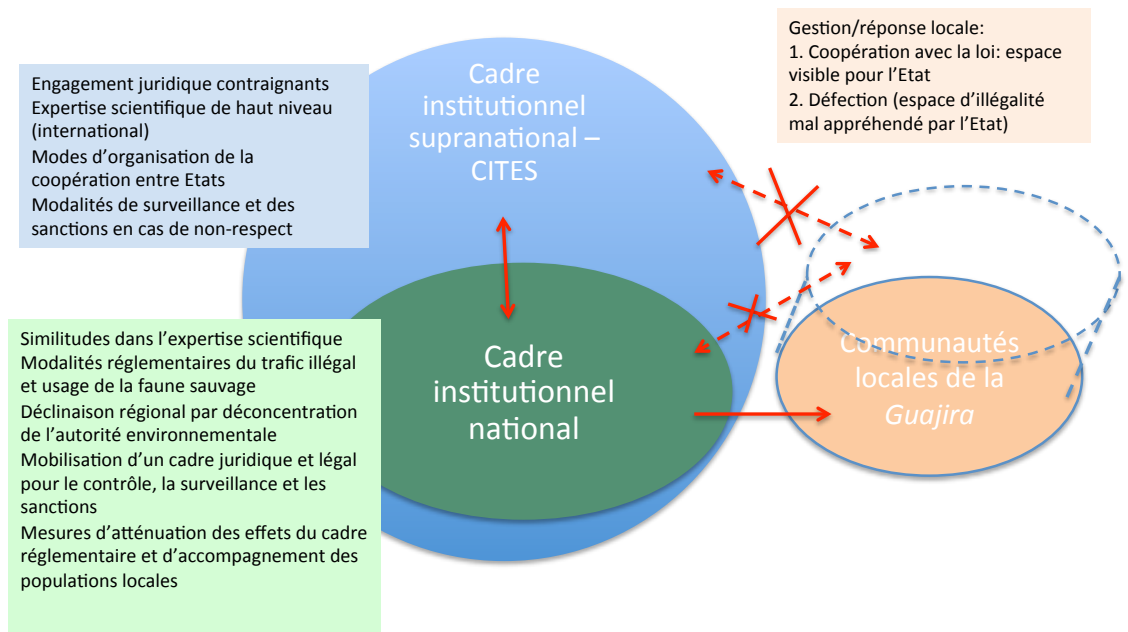 Engagement juridique contraignants
Expertise scientifique de haut niveau
(international)
Modes d'organisation de la
coopération entre Etats
Modalités de surveillance et des
sanctions en cas de non-respect
Cadre
institutionnel
supranational –
CITES
Gestion/réponse locale:
1. Coopération avec la loi: espace
visible pour l'Etat
2. Défection (espace d'illégalité
mal appréhendé par l'Etat)
Similitudes dans l'expertise scientifique
Modalités réglementaires du trafic illégal
et usage de la faune sauvage
Déclinaison régional par déconcentration
de l'autorité environnementale
Mobilisation d'un cadre juridique et légal
pour le contrôle, la surveillance et les
sanctions
Mesures d'atténuation des effets du cadre
réglementaire et d'accompagnement des
populations locales
Cadre
institutionnel
national
Communautés
locales de la
Guajira